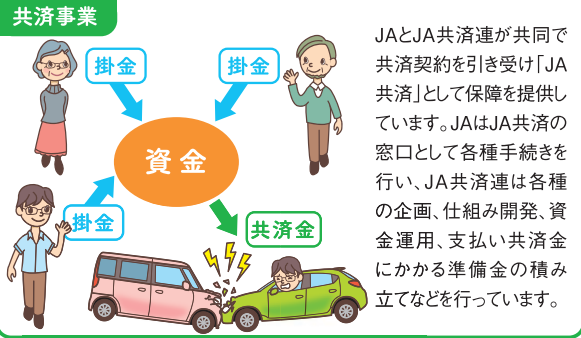 共済事業
掛金
掛金
資金
掛金
共済金
JAとJA共済連が共同で
共済契約を引き受け「JA
共済」として保障を提供し
ています。JAはJA共済の
窓口として各種手続きを
行い、JA共済連は各種
の企画、仕組み開発、資
金運用、支払い共済金
にかかる準備金の積み
立てなどを行っています。